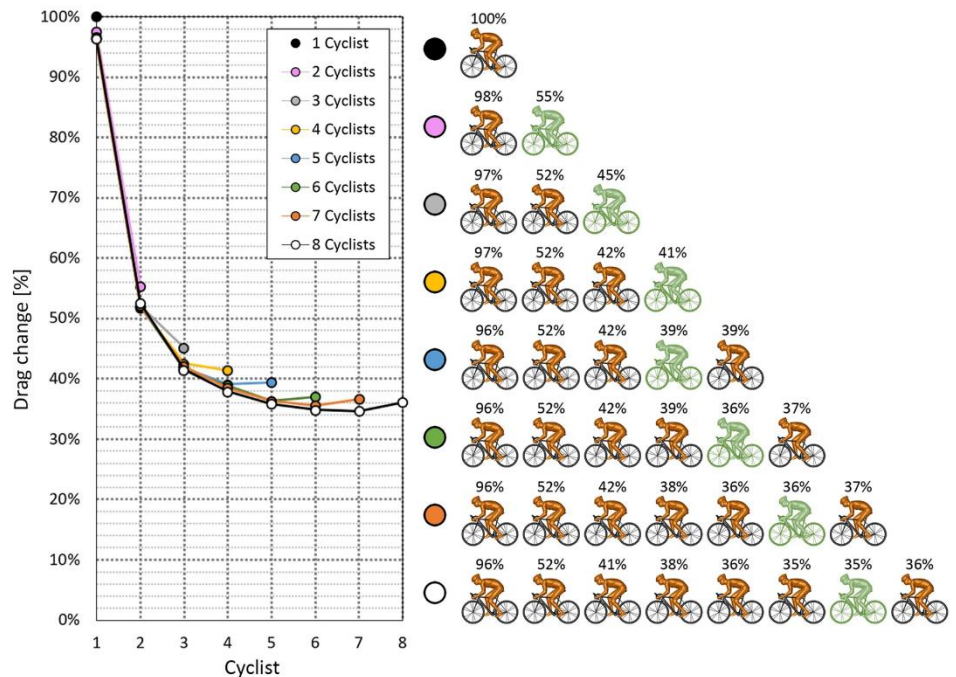 Drag change [%]
100%
90%
80%
70%
60%
50%
40%
30%
20%
10%
0%
1 2 3 4 5 6 7 8
Cyclist
1 Cyclist
2 Cyclists
3 Cyclists
4 Cyclists
5 Cyclists
6 Cyclists
7 Cyclists
8 Cyclists
100%
98% 55%
97% 52% 45%
97% 52% 42% 41%
96% 52% 42% 39% 39%
96% 52% 42% 39% 36% 37%
96% 52% 42% 38% 36% 36% 37%
96% 52% 41% 38% 36% 35% 35% 36%